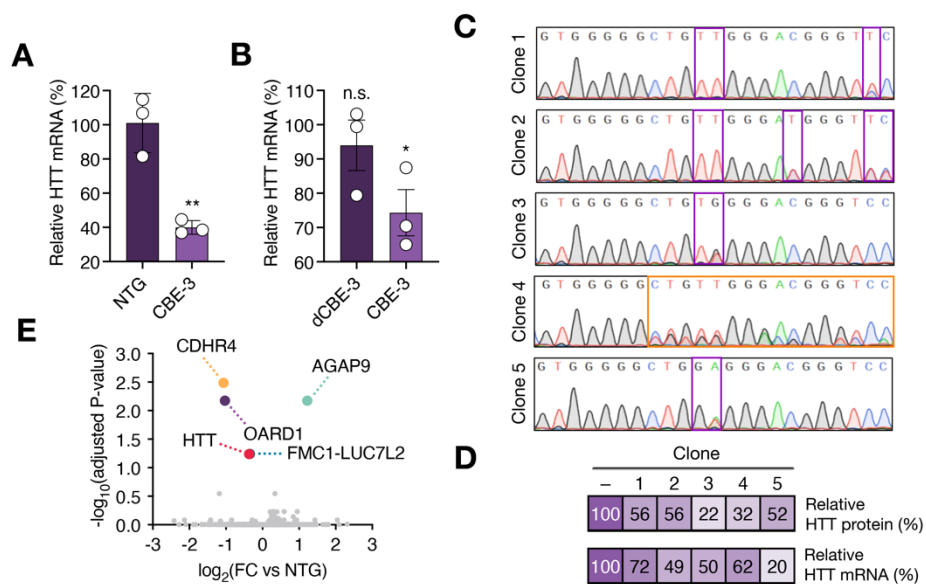 A
Relative HTT mRNA (%)
120
100
80
60
40
20
**
NTG
CBE-3
B
Relative HTT mRNA (%)
110
100
90
80
70
60
n.s.
*
dCBE-3
CBE-3
C
Clone 1
G T G G G G G C T G T T G G G A C G G G T T C
Clone 2
G T G G G G G C T G T T G G G A T G G G T T C
Clone 3
G T G G G G G C T G T G G G G A C G G G T C C
Clone 4
G T G G G G G C T G T T G G G A C G G G T C C
Clone 5
G T G G G G G C T G G A G G G A C G G G T C C
D
Clone
– 1 2 3 4 5
100 56 56 22 32 52 Relative
HTT protein (%)
100 72 49 50 62 20 Relative
HTT mRNA (%)
E
-log10(adjusted P-value)
3.0
2.5
2.0
1.5
1.0
0.5
0.0
CDHR4
AGAP9
OARD1
HTT
FMC1-LUC7L2
-3 -2 -1 0 1 2 3
log2(FC vs NTG)